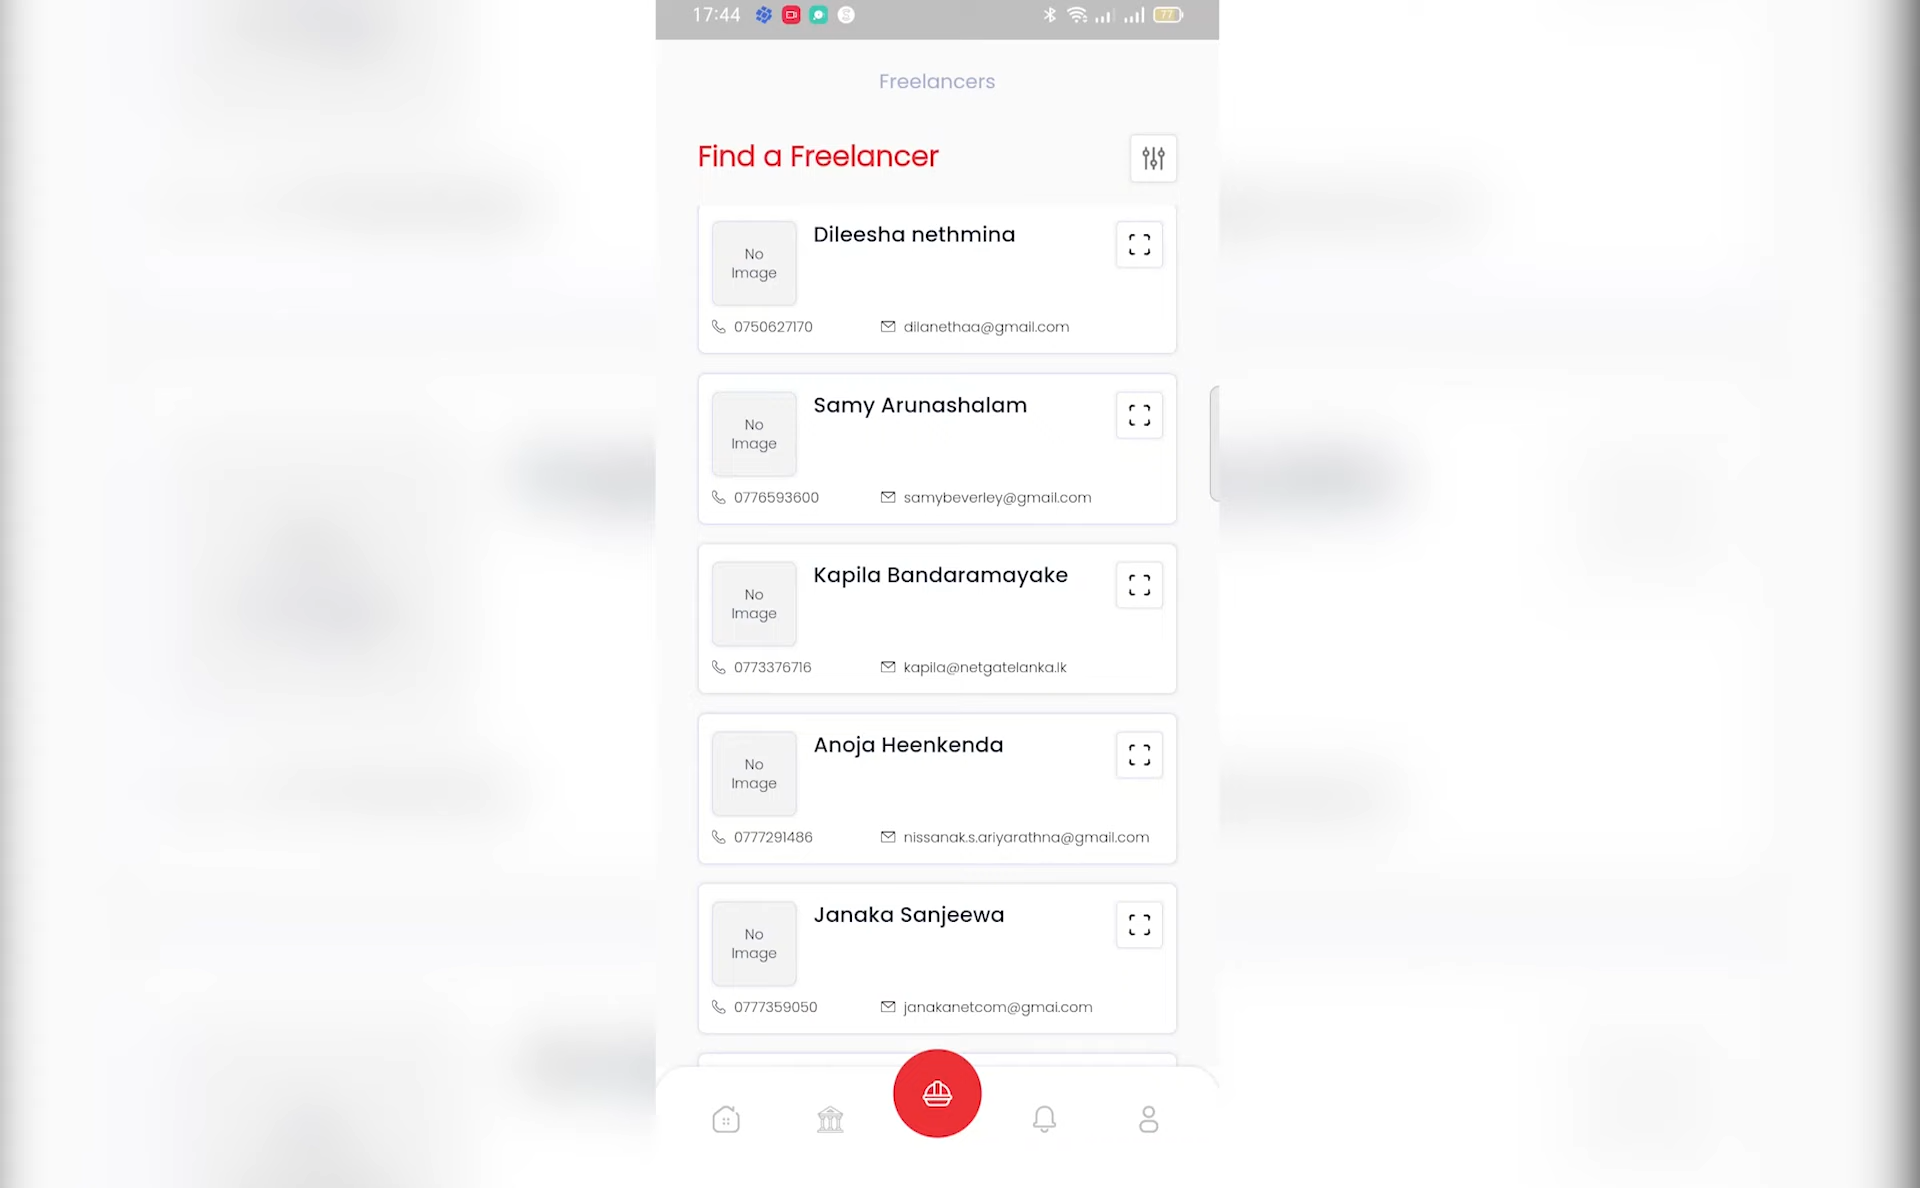 17:44
77
Freelancers
Find a Freelancer
Dileesha nethmina
No
Image
0750627170
dilanethaa@gmail.com
Samy Arunashalam
No
Image
0776593600
samybeverley@gmail.com
Kapila Bandaramayake
No
Image
0773376716
kapila@netgatelanka.lk
Anoja Heenkenda
No
Image
0777291486
nissanak.s.ariyarathna@gmail.com
Janaka Sanjeewa
No
Image
0777359050
janakanetcom@gmai.com